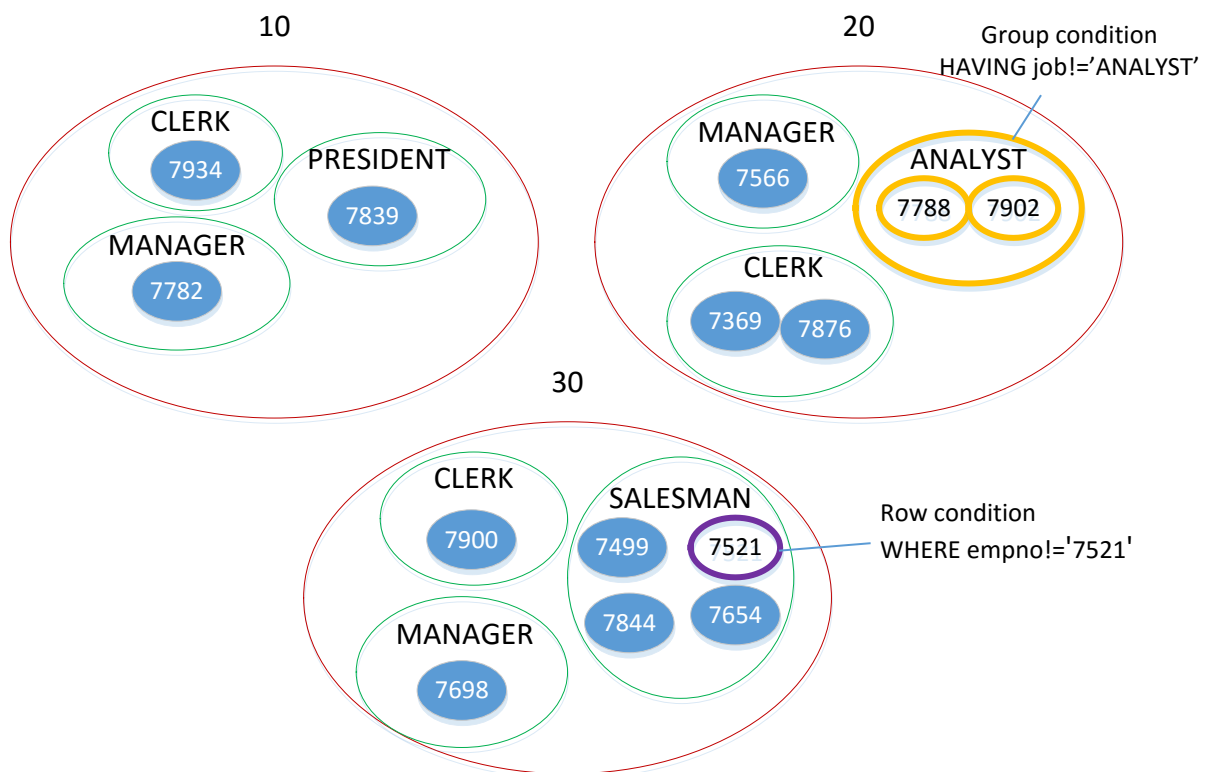 10
CLERK
7934
PRESIDENT
7839
MANAGER
7782
20
Group condition
HAVING job!='ANALYST’
MANAGER
7566
ANALYST
7788 7902
CLERK
7369 7876
30
CLERK
7900
SALESMAN
7499 7521
7844 7654
MANAGER
7698
Row condition
WHERE empno!='7521'